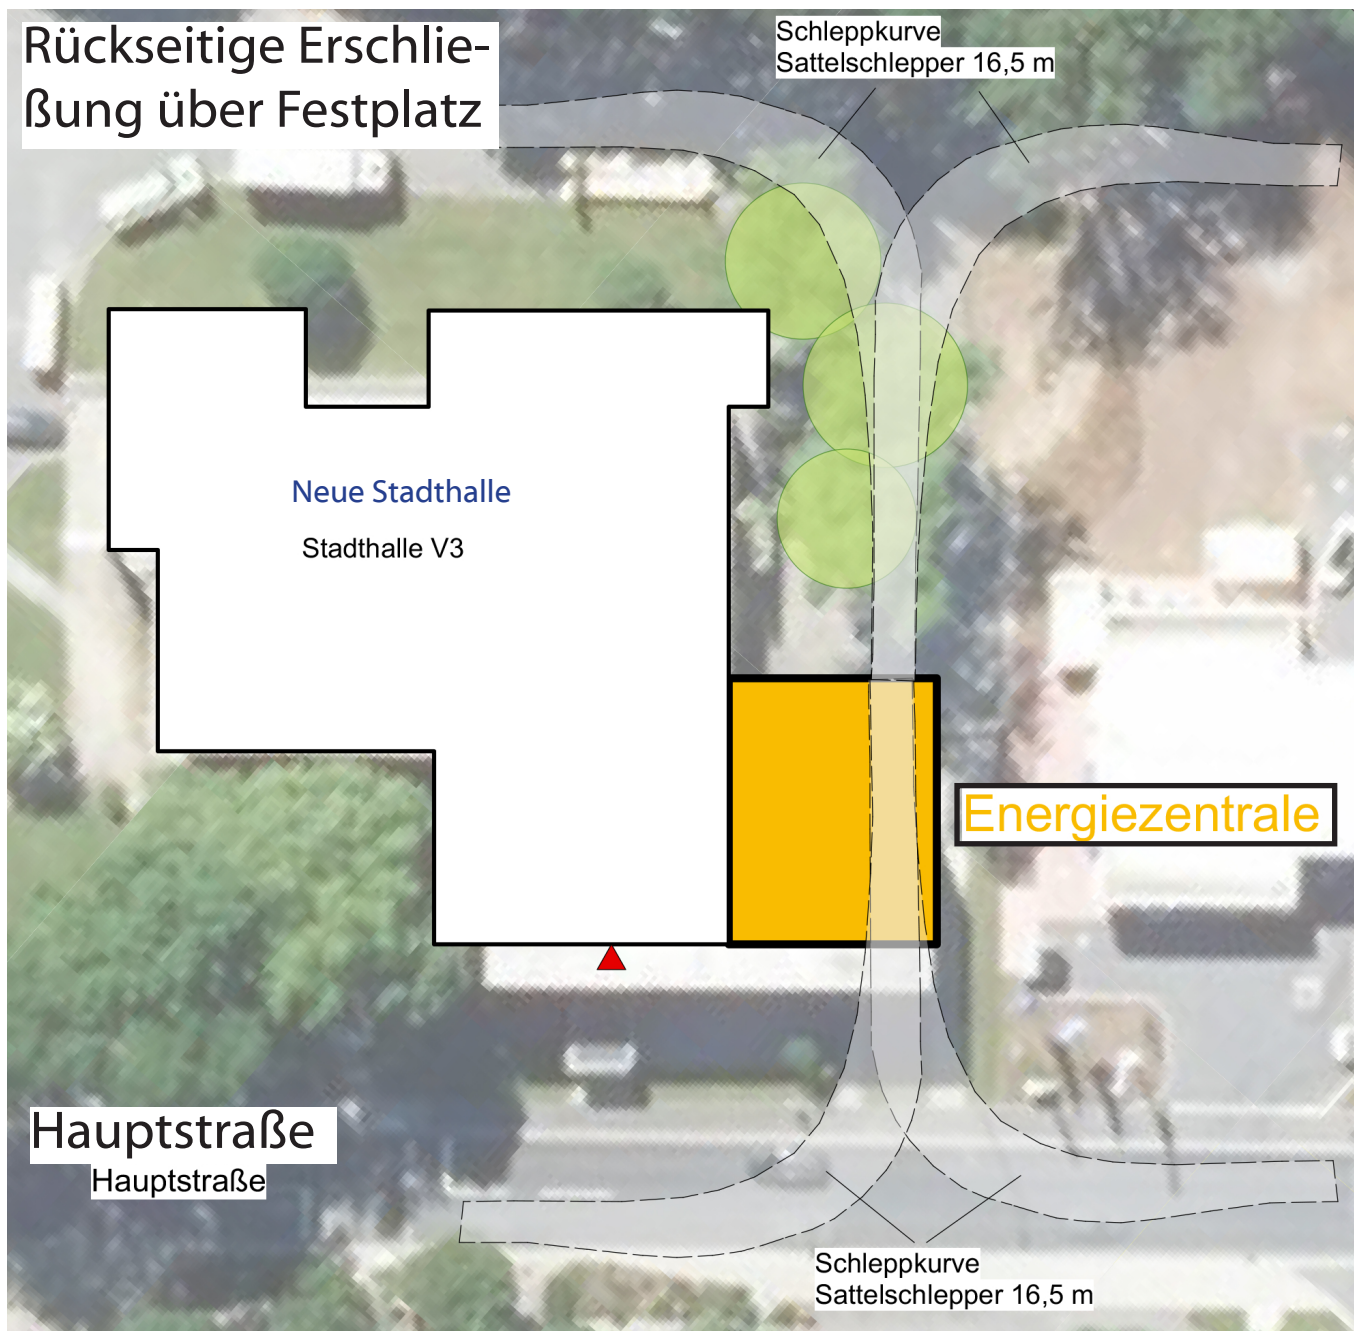 Rückseitige Erschlie-
ßung über Festplatz
Schleppkurve
Sattelschlepper 16,5 m
Neue Stadthalle
Stadthalle V3
Energiezentrale
Hauptstraße
Hauptstraße
Schleppkurve
Sattelschlepper 16,5 m